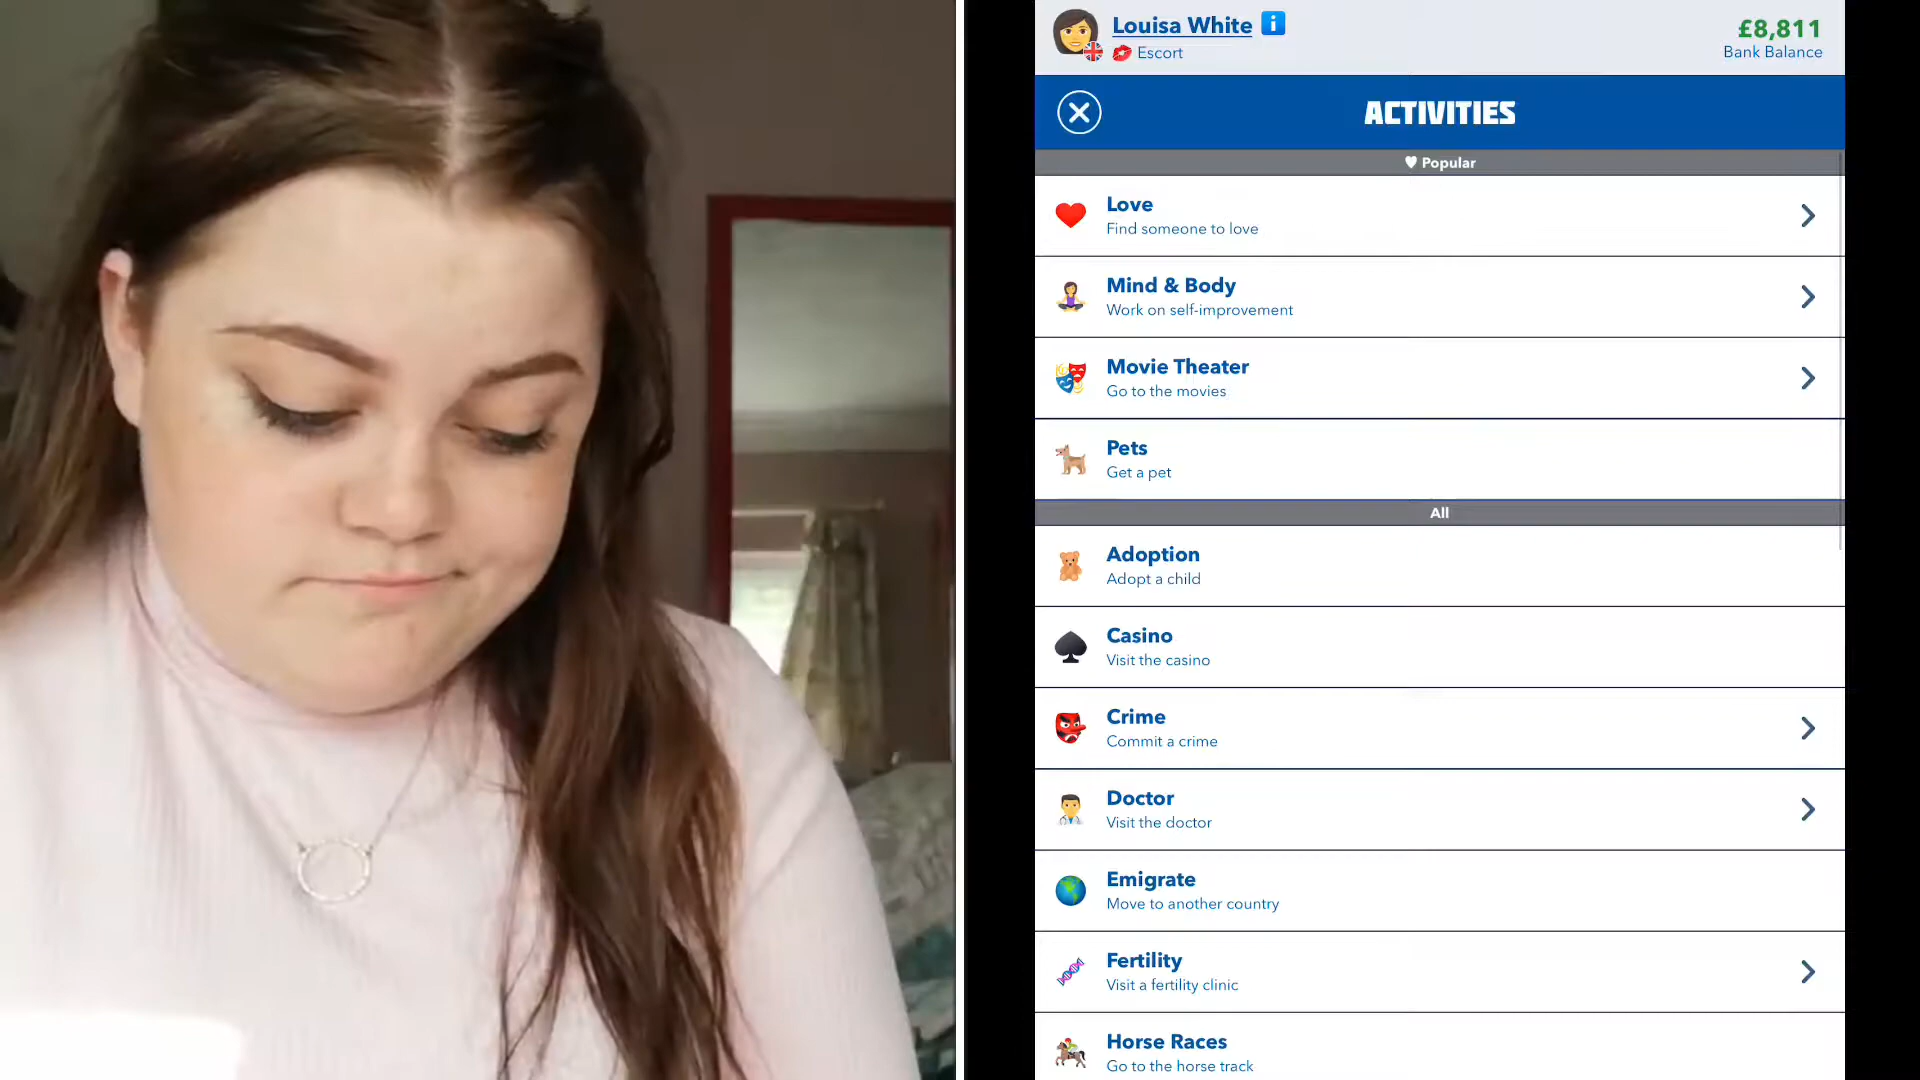 Louisa White
Escort
£8,811
Bank Balance
ACTIVITIES
Popular
Love
Find someone to love
Mind & Body
Work on self-improvement
Movie Theater
Go to the movies
Pets
Get a pet
All
Adoption
Adopt a child
Casino
Visit the casino
Crime
Commit a crime
Doctor
Visit the doctor
Emigrate
Move to another country
Fertility
Visit a fertility clinic
Horse Races
Go to the horse track